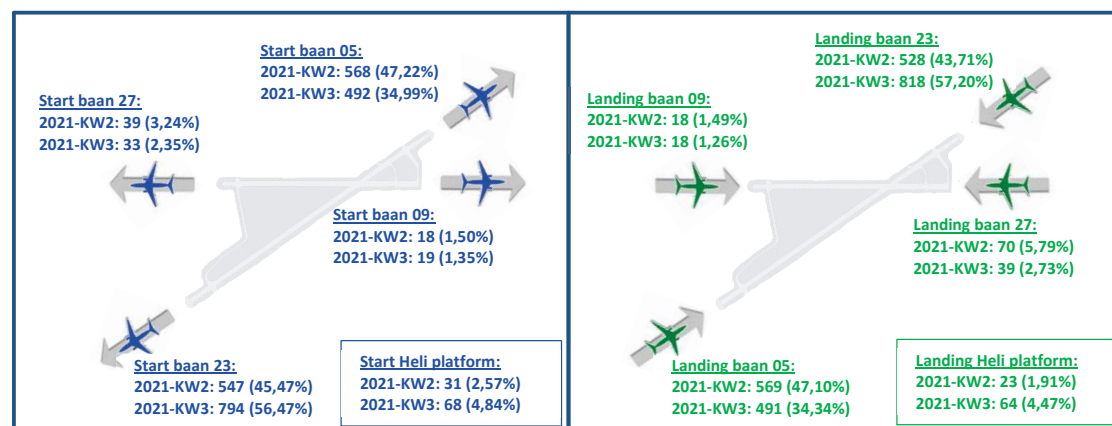 Start baan 05:
2021-KW2: 568 (47,22%)
2021-KW3: 492 (34,99%)
Start baan 27:
2021-KW2: 39 (3,24%)
2021-KW3: 33 (2,35%)
Start baan 09:
2021-KW2: 18 (1,50%)
2021-KW3: 19 (1,35%)
Start baan 23:
2021-KW2: 547 (45,47%)
2021-KW3: 794 (56,47%)
Start Heli platform:
2021-KW2: 31 (2,57%)
2021-KW3: 68 (4,84%)
Landing baan 23:
2021-KW2: 528 (43,71%)
2021-KW3: 818 (57,20%)
Landing baan 09:
2021-KW2: 18 (1,49%)
2021-KW3: 18 (1,26%)
Landing baan 27:
2021-KW2: 70 (5,79%)
2021-KW3: 39 (2,73%)
Landing baan 05:
2021-KW2: 569 (47,10%)
2021-KW3: 491 (34,34%)
Landing Heli platform:
2021-KW2: 23 (1,91%)
2021-KW3: 64 (4,47%)